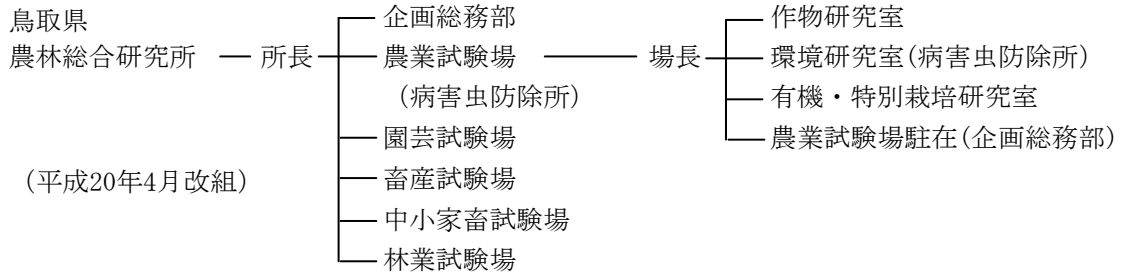 鳥取県
農林総合研究所
所長
企画総務部
農業試験場
(病害虫防除所)
園芸試験場
畜産試験場
中小家畜試験場
林業試験場
場長
作物研究室
環境研究室(病害虫防除所)
有機・特別栽培研究室
農業試験場駐在(企画総務部)
(平成20年4月改組)